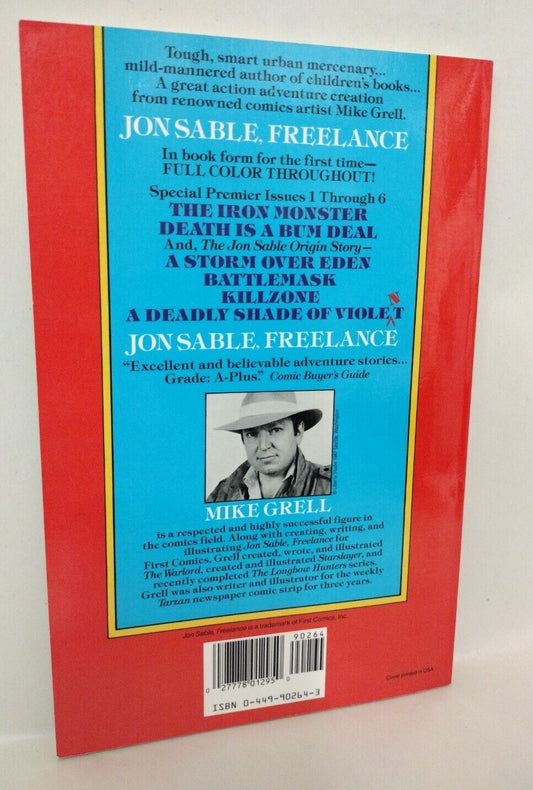 Tough, smart urban mercenary...
mild-mannered author of children's books...
A great action adventure creation
from renowned comics artist Mike Grell.
JON SABLE, FREELANCE
In book form for the first time—
FULL COLOR THROUGHOUT!
Special Premier Issues 1 Through 6
THE IRON MONSTER
DEATH IS A BUM DEAL
And, The Jon Sable Origin Story—
A STORM OVER EDEN
BATTLEMASK
KILLZONE
N
A DEADLY SHADE OF VIOLET
JON SABLE, FREELANCE
"Excellent and believable adventure stories...
Grade: A-Plus." Comic Buyer's Guide
MIKE GRELL
is a respected and highly successful figure in
the comics field. Along with creating, writing, and
illustrating Jon Sable, Freelance for
First Comics, Grell created, wrote, and illustrated
The Warlord, created and illustrated Starslayer, and
recently completed The Longbow Hunters series.
Grell was also writer and illustrator for the weekly
Tarzan newspaper comic strip for three years.
Jon Sable, Freelance is a trademark of First Comics, Inc.
90264
0 27778 01295 0
ISBN 0-449-90264-3
Cover printed in USA